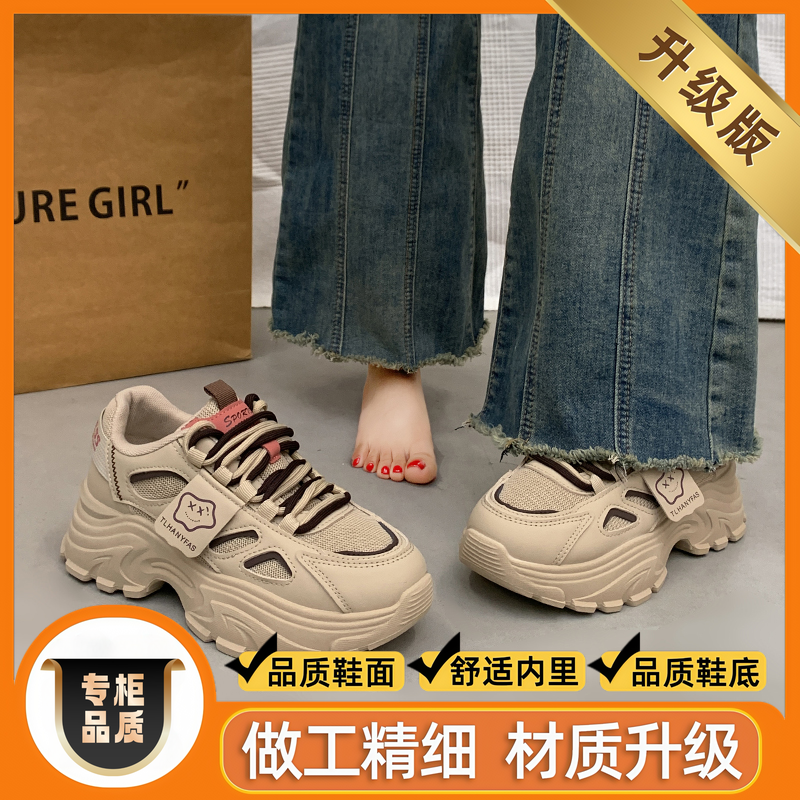 升级版
URE GIRL”
SPORT
TLHANYFAS
TLHANYFAS
品质鞋面
舒适内里
品质鞋底
专柜
品质
做工精细 材质升级